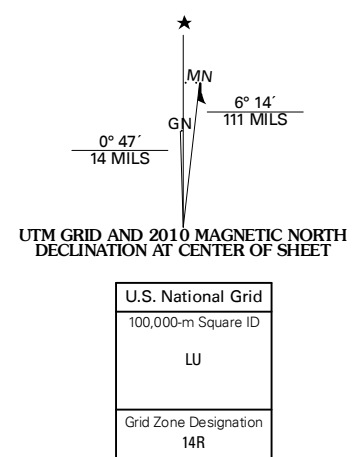 MN
6° 14´
111 MILS
GN
0° 47´
14 MILS
UTM GRID AND 2010 MAGNETIC NORTH
DECLINATION AT CENTER OF SHEET
U.S. National Grid
100,000-m Square ID
LU
Grid Zone Designation
14R